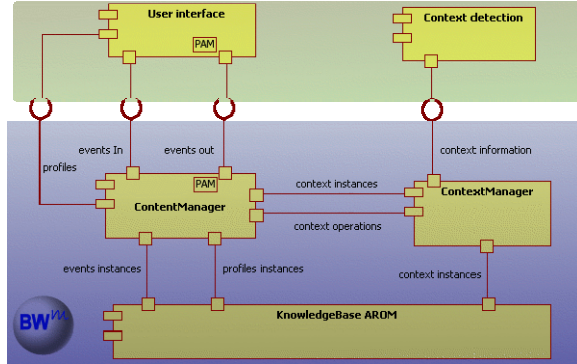 User interface
Context detection
PAM
events In
events out
context information
profiles
PAM
ContentManager
context instances
ContextManager
context operations
events instances
profiles instances
context instances
KnowledgeBase AROM
BW m